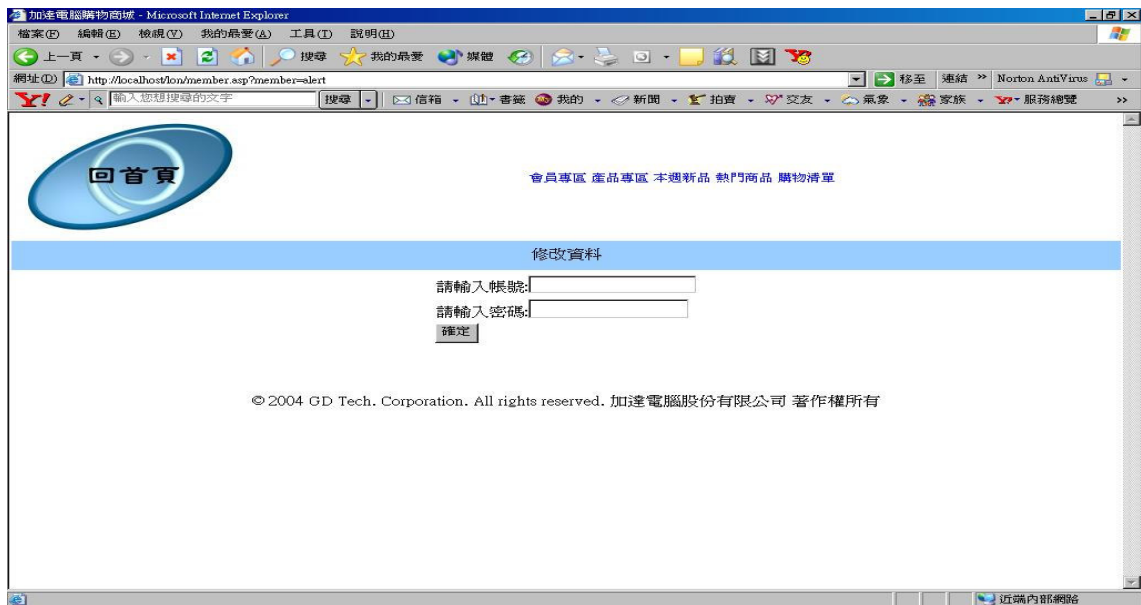 加達電腦購物商城 - Microsoft Internet Explorer
檔案(F) 編輯(E) 檢視(V) 我的最愛(A) 工具(T) 說明(H)
上一頁 搜尋 我的最愛 媒體
網址(D) http://localhost/lon/member.asp?member=alert 移至 連結 » Norton AntiVirus
Y! 輸入您想搜尋的文字 搜尋 信箱 書籤 我的 新聞 拍賣 交友 氣象 家族 服務總覽 »
回首頁
會員專區 產品專區 本週新品 熱門商品 購物清單
修改資料
請輸入帳號:
請輸入密碼:
確定
© 2004 GD Tech. Corporation. All rights reserved. 加達電腦股份有限公司 著作權所有
近端內部網路